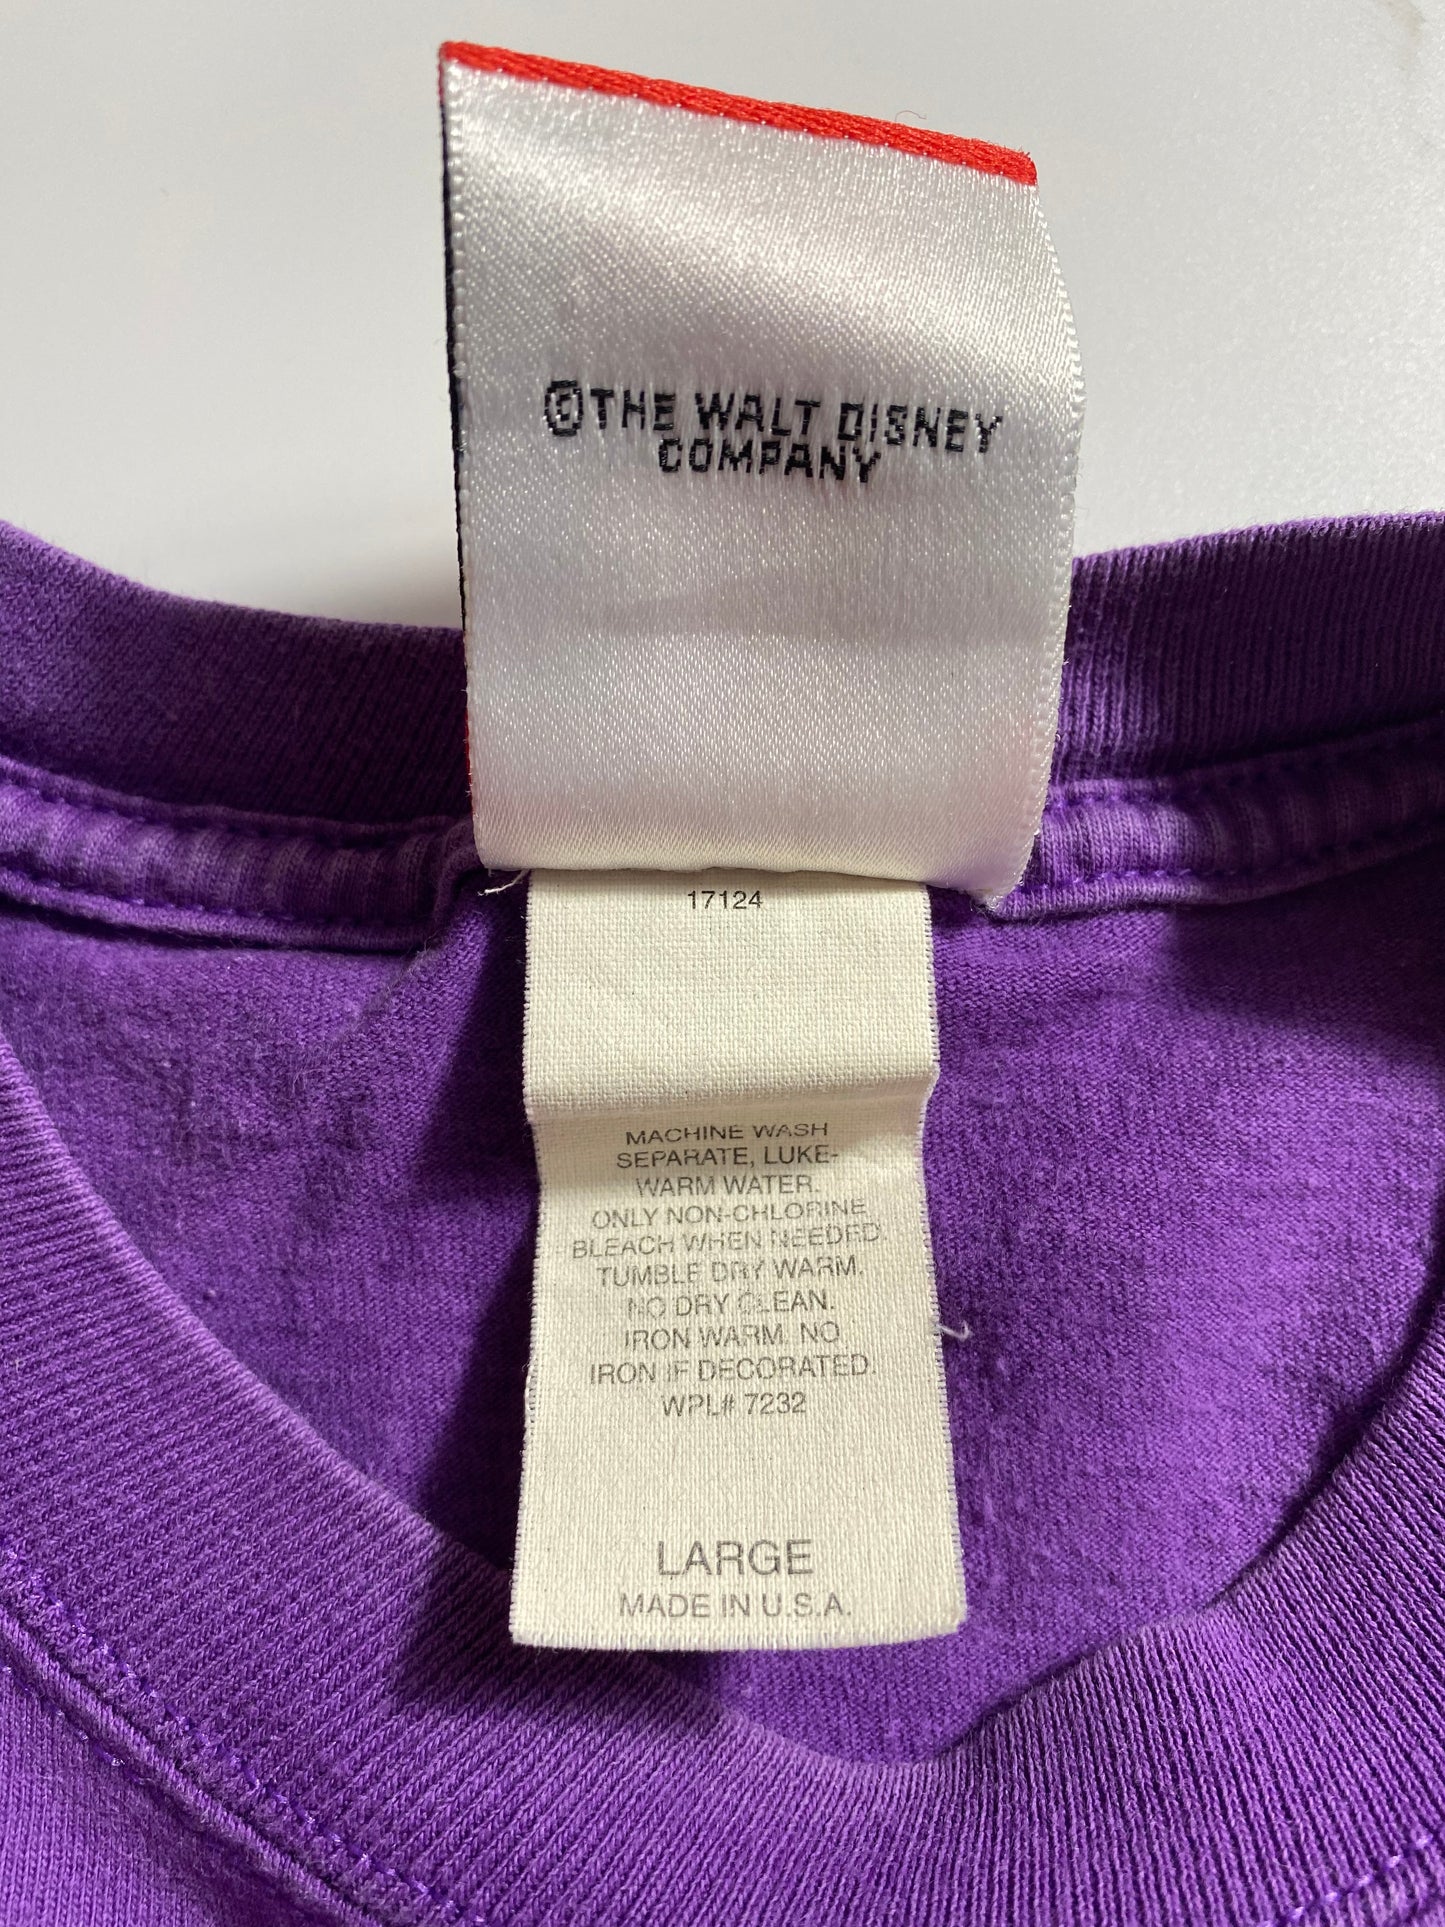 ©THE WALT DISNEY
COMPANY
17124
MACHINE WASH
SEPARATE, LUKE-
WARM WATER.
ONLY NON-CHLORINE
BLEACH WHEN NEEDED.
TUMBLE DRY WARM.
NO DRY CLEAN.
IRON WARM. NO
IRON IF DECORATED.
WPL# 7232
LARGE
MADE IN U.S.A.